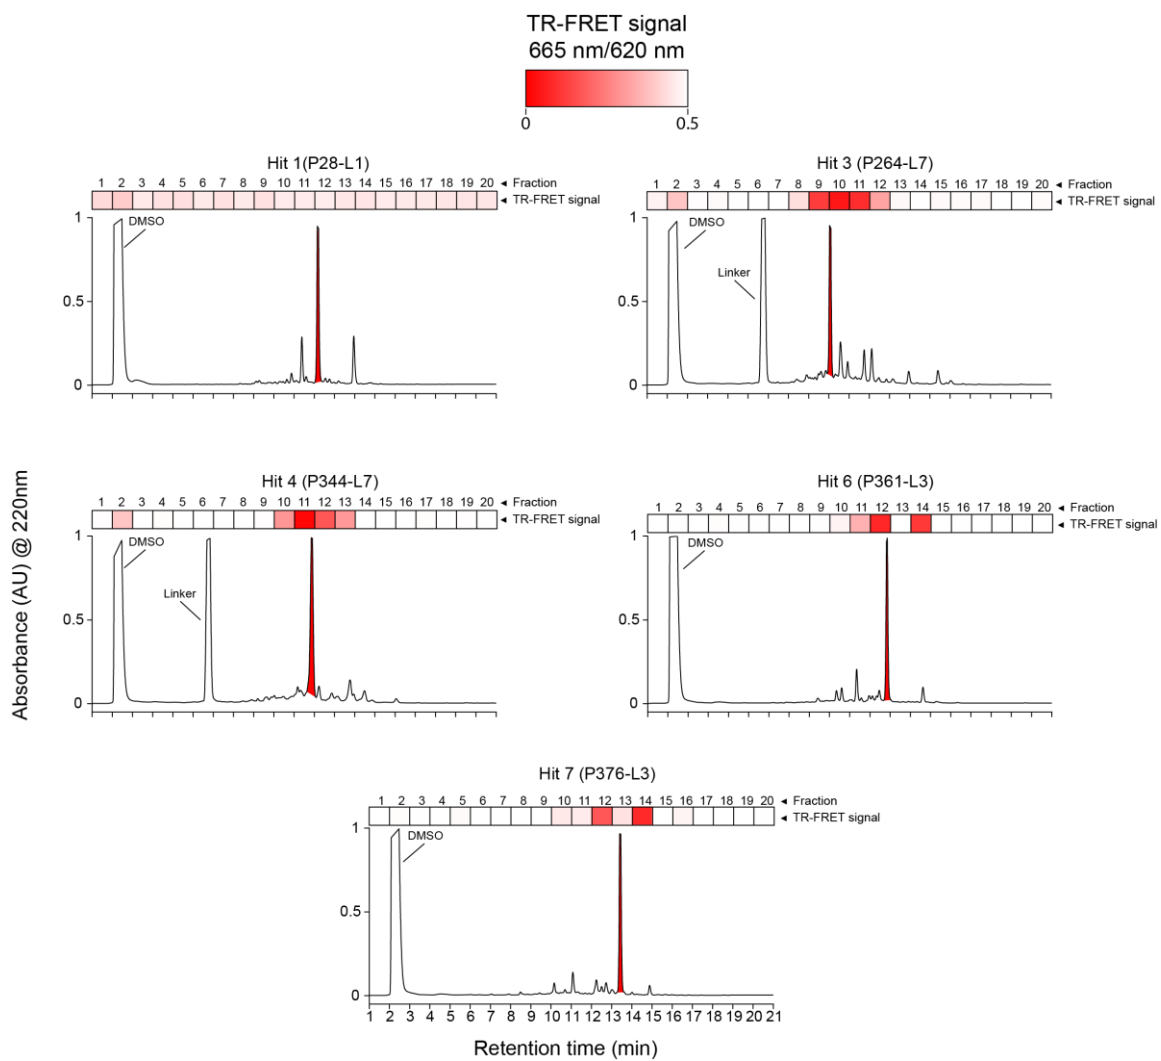 TR-FRET signal
665 nm/620 nm
0 0.5
Hit 1(P28-L1)
1 2 3 4 5 6 7 8 9 10 11 12 13 14 15 16 17 18 19 20 ◄ Fraction
◄ TR-FRET signal
1
DMSO
0.5
0
Hit 3 (P264-L7)
1 2 3 4 5 6 7 8 9 10 11 12 13 14 15 16 17 18 19 20 ◄ Fraction
◄ TR-FRET signal
1
DMSO
Linker
0.5
0
Hit 4 (P344-L7)
1 2 3 4 5 6 7 8 9 10 11 12 13 14 15 16 17 18 19 20 ◄ Fraction
◄ TR-FRET signal
1
DMSO
Linker
0.5
0
Hit 6 (P361-L3)
1 2 3 4 5 6 7 8 9 10 11 12 13 14 15 16 17 18 19 20 ◄ Fraction
◄ TR-FRET signal
1
DMSO
0.5
0
Absorbance (AU) @ 220nm
Hit 7 (P376-L3)
1 2 3 4 5 6 7 8 9 10 11 12 13 14 15 16 17 18 19 20 ◄ Fraction
◄ TR-FRET signal
1
DMSO
0.5
0
1 2 3 4 5 6 7 8 9 10 11 12 13 14 15 16 17 18 19 20 21
Retention time (min)